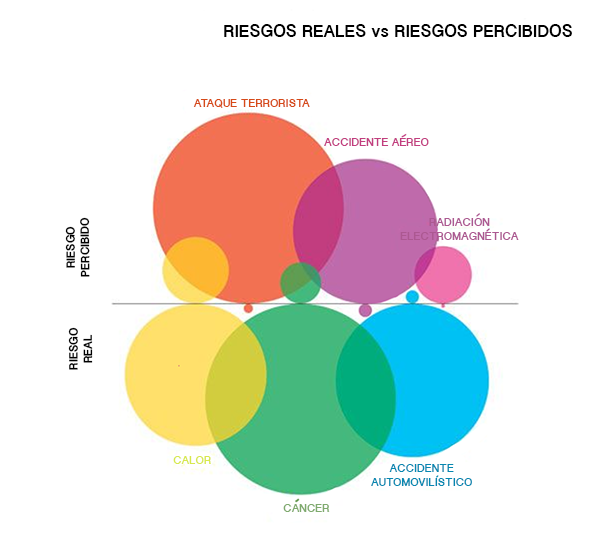 RIESGOS REALES vs RIESGOS PERCIBIDOS
ATAQUE TERRORISTA
ACCIDENTE AÉREO
RADIACIÓN
ELECTROMAGNÉTICA
RIESGO
PERCIBIDO
RIESGO
REAL
CALOR
ACCIDENTE
AUTOMOVILÍSTICO
CÁNCER